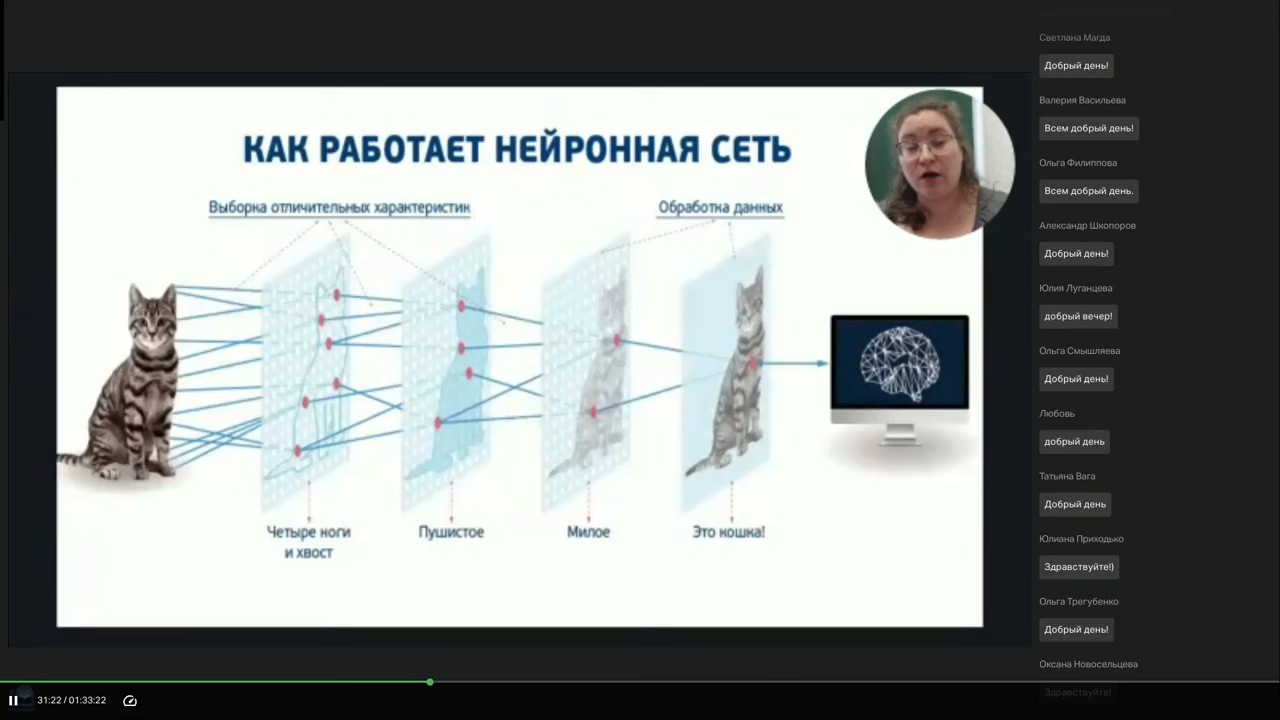 КАК РАБОТАЕТ НЕЙРОННАЯ СЕТЬ
Выборка отличительных характеристик
Обработка данных
Четыре ноги
и хвост
Пушистое
Милое
Это кошка!
Светлана Магда
Добрый день!
Валерия Васильева
Всем добрый день!
Ольга Филиппова
Всем добрый день.
Александр Шкопоров
Добрый день!
Юлия Луганцева
добрый вечер!
Ольга Смышляева
Добрый день!
Любовь
добрый день
Татьяна Вага
Добрый день
Юлиана Приходько
Здравствуйте!)
Ольга Трегубенко
Добрый день!
Оксана Новосельцева
Здравствуйте!
31:22 / 01:33:22